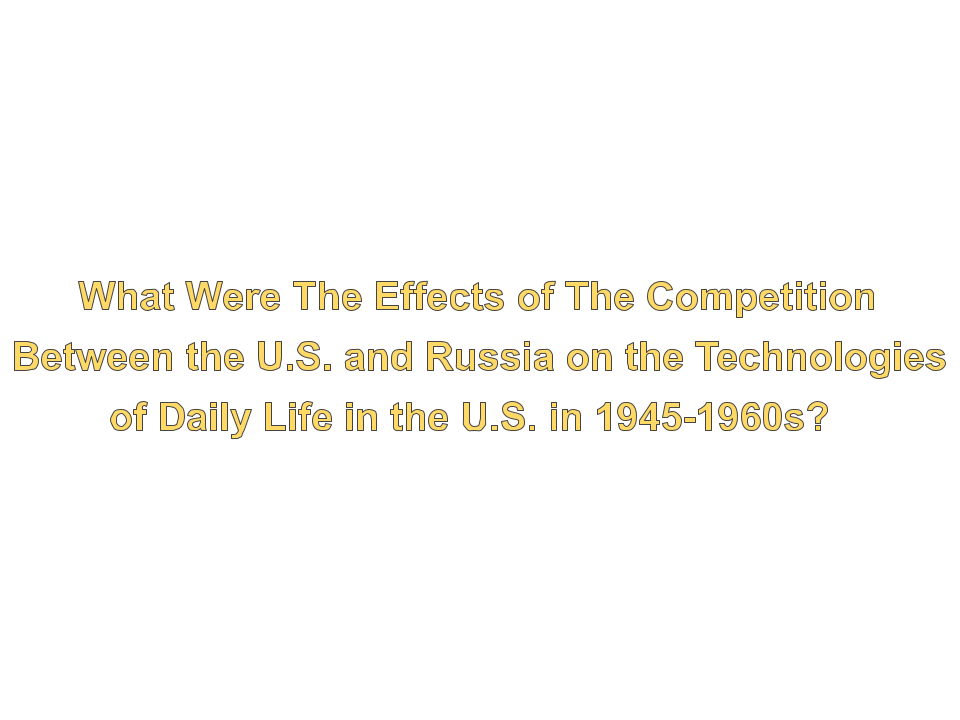 What Were The Effects of The Competition
Between the U.S. and Russia on the Technologies
of Daily Life in the U.S. in 1945-1960s?